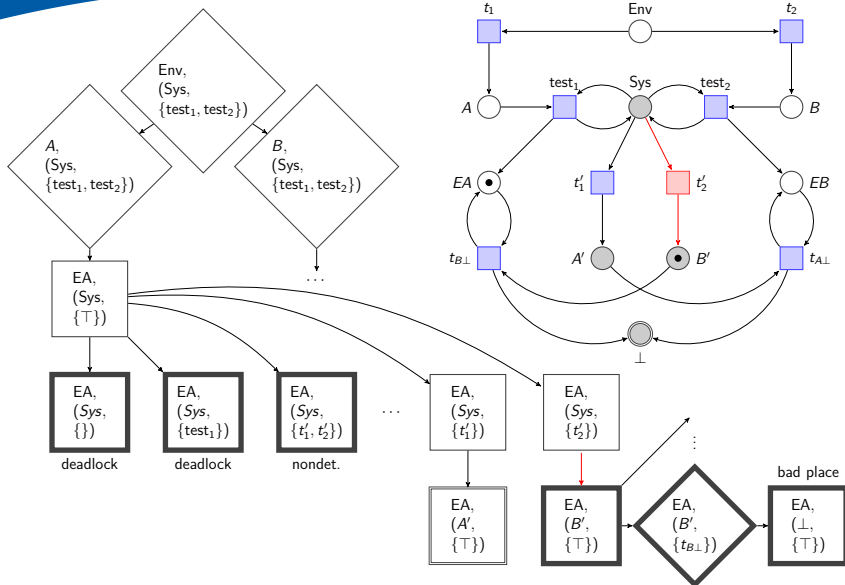 t₁
Env
t₂
Env,
(Sys,
{test₁, test₂})
test₁
Sys
test₂
A
B
A,
(Sys,
{test₁, test₂})
B,
(Sys,
{test₁, test₂})
EA
t′₁
t′₂
EB
t_B⊥
A′
B′
t_A⊥
EA,
(Sys,
{⊤})
...
⊥
EA,
(Sys,
{})
EA,
(Sys,
{test₁})
EA,
(Sys,
{t′₁, t′₂})
...
EA,
(Sys,
{t′₁})
EA,
(Sys,
{t′₂})
deadlock
deadlock
nondet.
⋮
bad place
EA,
(A′,
{⊤})
EA,
(B′,
{⊤})
EA,
(B′,
{t_B⊥})
EA,
(⊥,
{⊤})